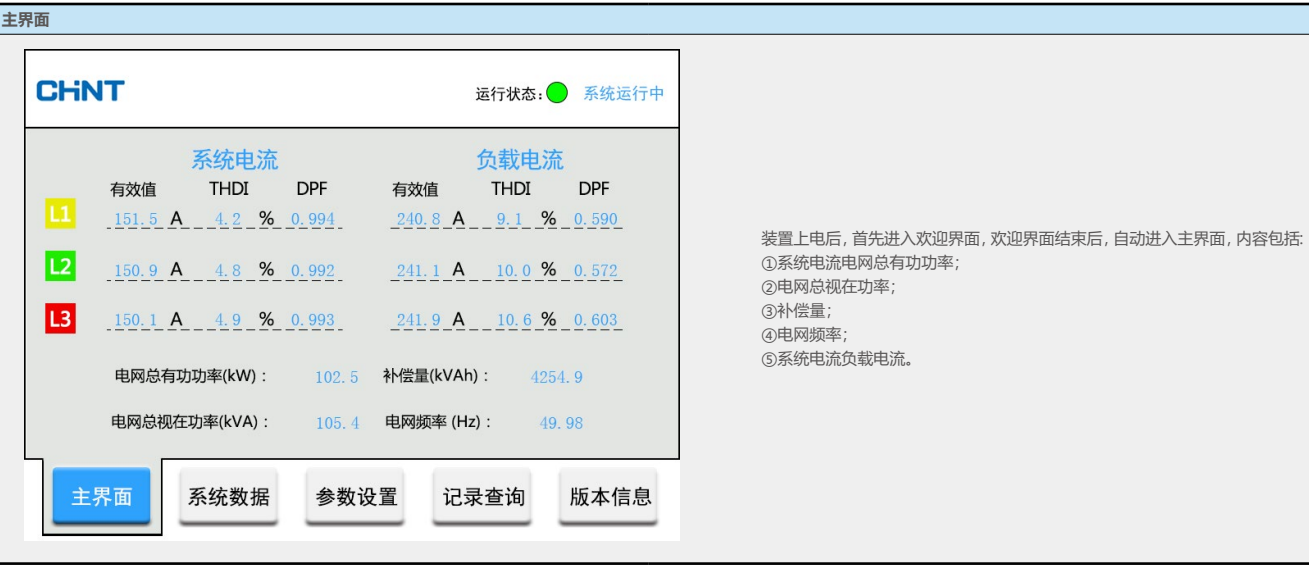 主界面
CHNT
运行状态: 系统运行中
系统电流 负载电流
有效值 THDI DPF 有效值 THDI DPF
L1 151.5 A 4.2 % 0.994 240.8 A 9.1 % 0.590
L2 150.9 A 4.8 % 0.992 241.1 A 10.0 % 0.572
L3 150.1 A 4.9 % 0.993 241.9 A 10.6 % 0.603
电网总有功功率(kW): 102.5 补偿量(kVAh): 4254.9
电网总视在功率(kVA): 105.4 电网频率 (Hz): 49.98
主界面 系统数据 参数设置 记录查询 版本信息
装置上电后, 首先进入欢迎界面, 欢迎界面结束后, 自动进入主界面, 内容包括:
①系统电流电网总有功功率;
②电网总视在功率;
③补偿量;
④电网频率;
⑤系统电流负载电流。